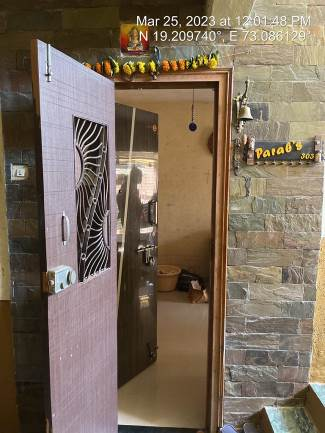 Mar 25, 2023 at 12:01:48 PM
N 19.209740°, E 73.086129°
Parab's
303